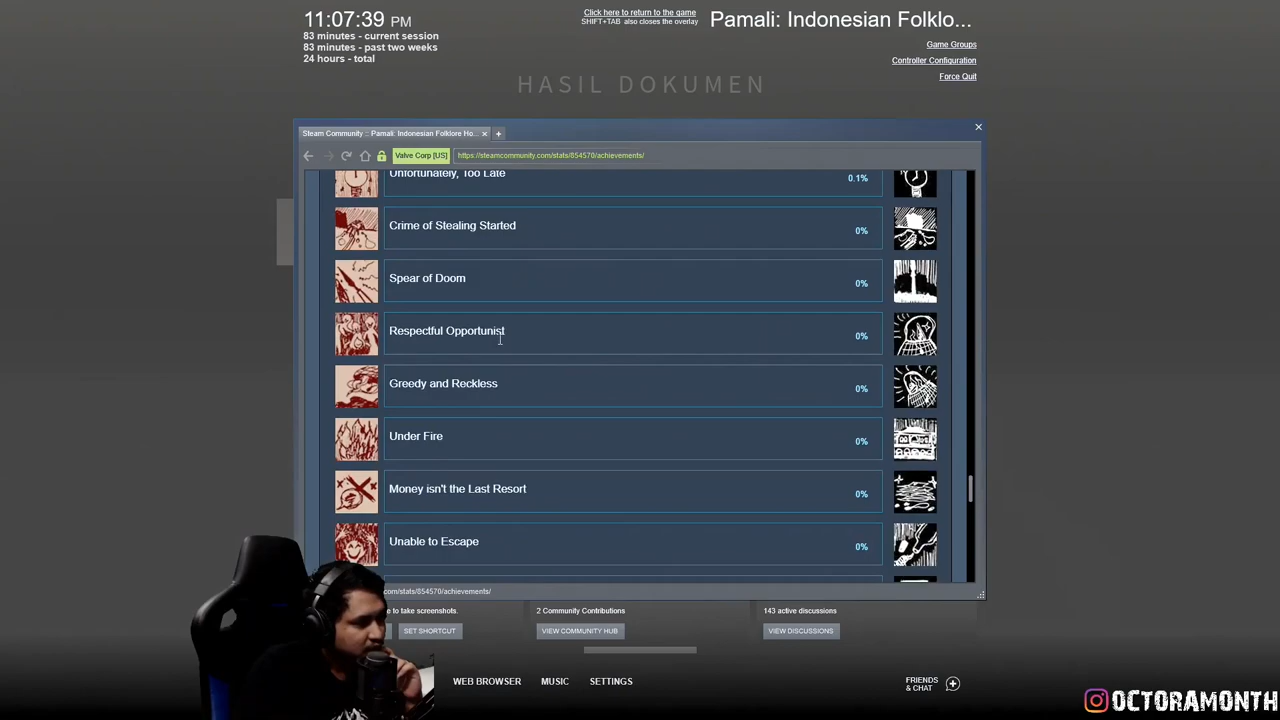 11:07:39 PM
83 minutes - current session
83 minutes - past two weeks
24 hours - total
Click here to return to the game
SHIFT+TAB also closes the overlay
Pamali: Indonesian Folklo...
Game Groups
Controller Configuration
Force Quit
HASIL DOKUMEN
Steam Community :: Pamali: Indonesian Folklore Ho...
Valve Corp [US]
https://steamcommunity.com/stats/854570/achievements/
Unfortunately, Too Late
0.1%
Crime of Stealing Started
0%
Spear of Doom
0%
Respectful Opportunist
0%
Greedy and Reckless
0%
Under Fire
0%
Money isn't the Last Resort
0%
Unable to Escape
0%
com/stats/854570/achievements/
e to take screenshots.
2 Community Contributions
143 active discussions
SET SHORTCUT
VIEW COMMUNITY HUB
VIEW DISCUSSIONS
WEB BROWSER
MUSIC
SETTINGS
FRIENDS
& CHAT
OCTORAMONTH